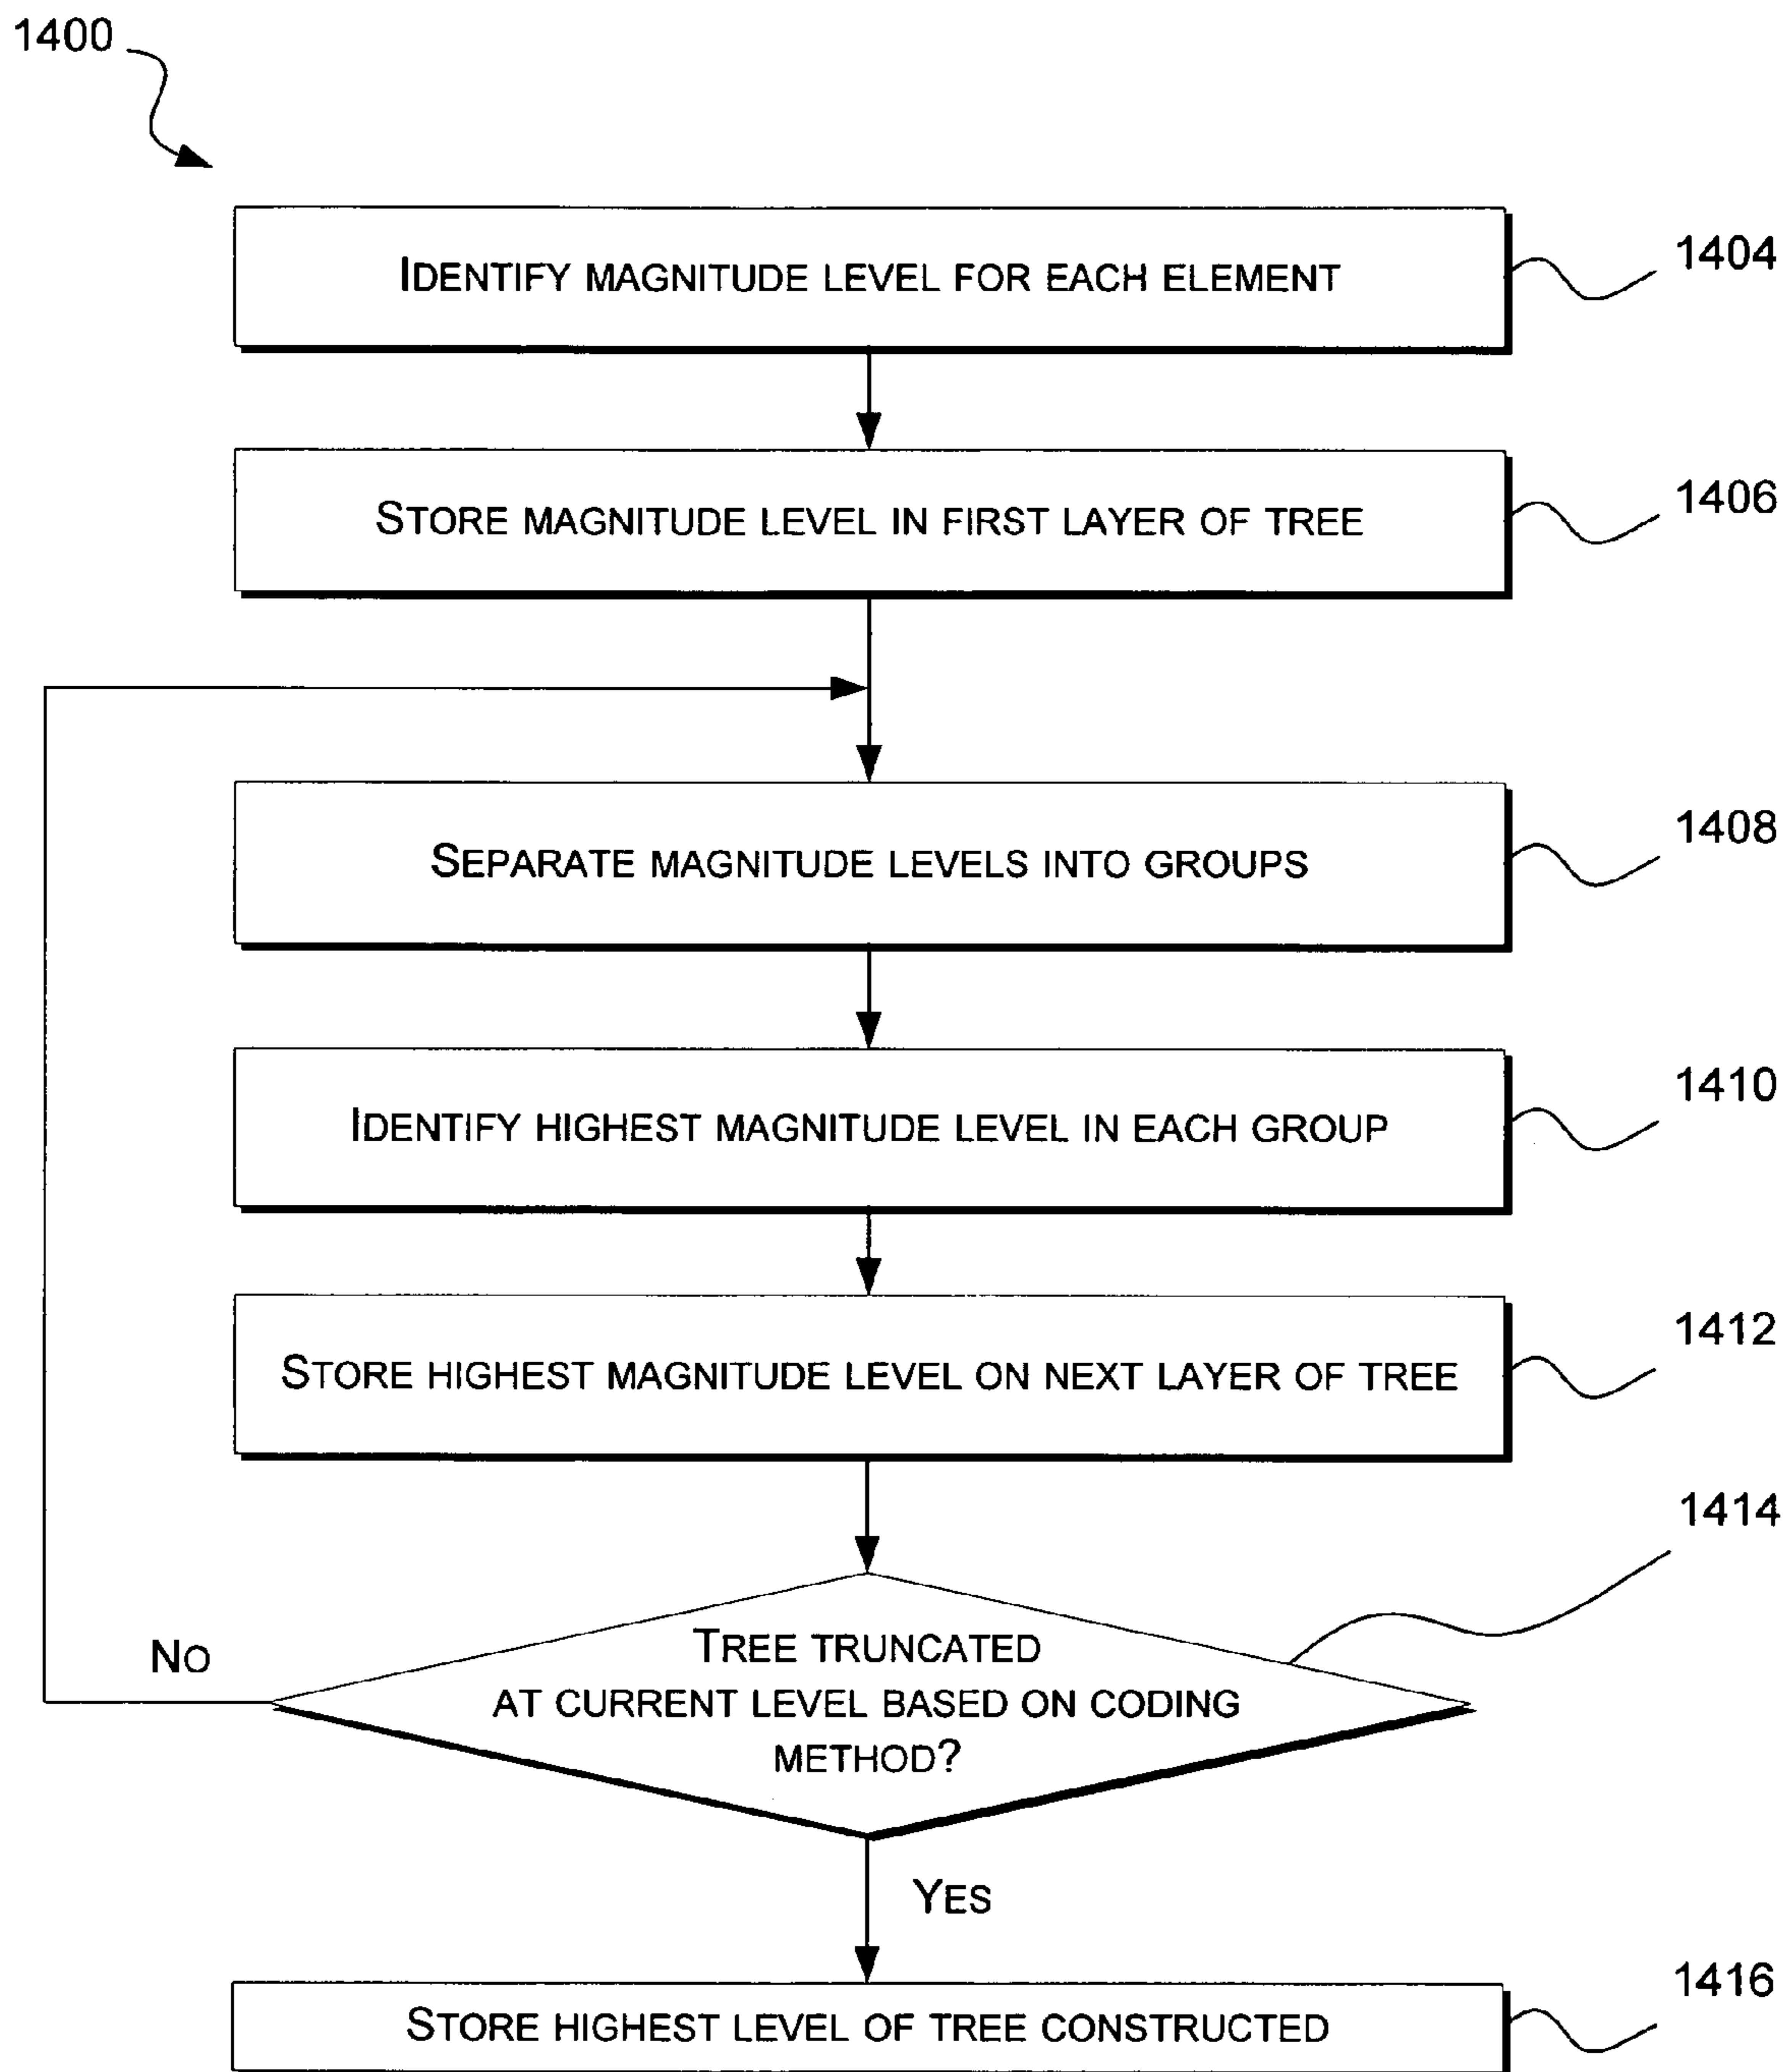 1400
IDENTIFY MAGNITUDE LEVEL FOR EACH ELEMENT
1404
STORE MAGNITUDE LEVEL IN FIRST LAYER OF TREE
1406
SEPARATE MAGNITUDE LEVELS INTO GROUPS
1408
IDENTIFY HIGHEST MAGNITUDE LEVEL IN EACH GROUP
1410
STORE HIGHEST MAGNITUDE LEVEL ON NEXT LAYER OF TREE
1412
1414
NO
TREE TRUNCATED
AT CURRENT LEVEL BASED ON CODING
METHOD?
YES
STORE HIGHEST LEVEL OF TREE CONSTRUCTED
1416